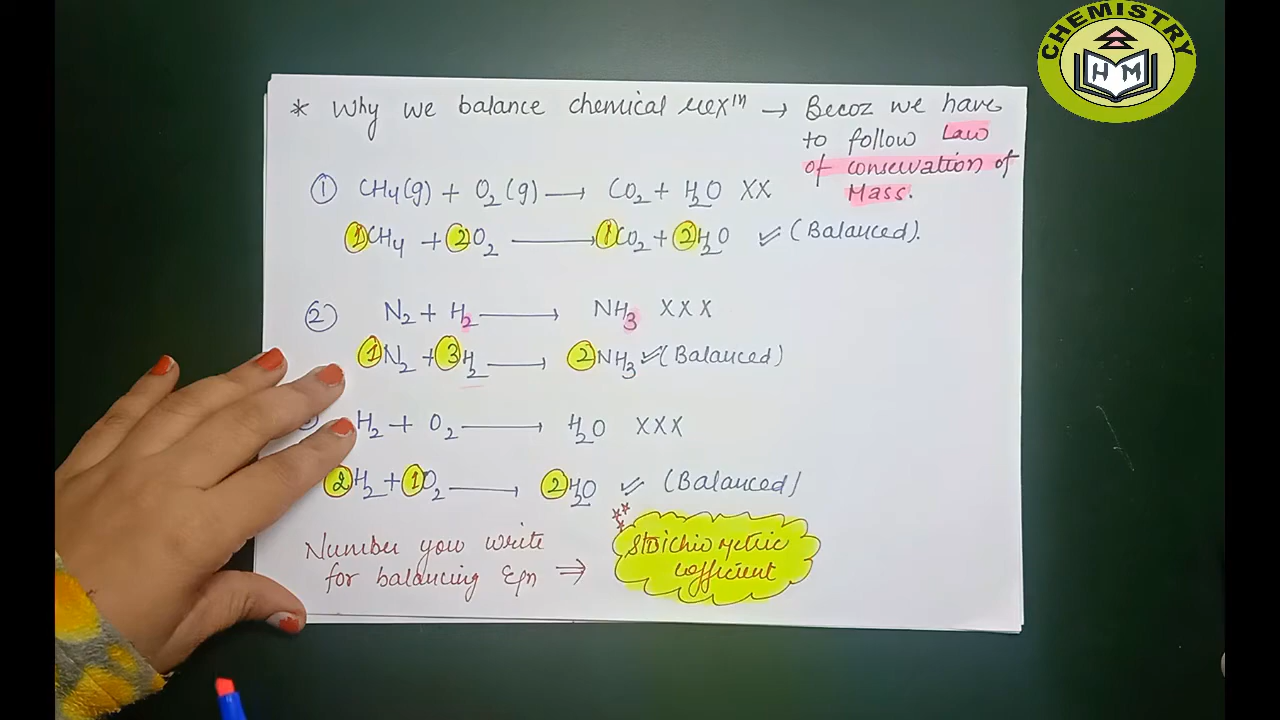 CHEMISTRY
H M
* Why we balance chemical rexⁿ → Becoz we have
to follow Law
of conservation of
Mass.
① CH4(g) + O2(g) → CO2 + H2O XX
1CH4 + 2O2 → 1CO2 + 2H2O ✓ (Balanced).
② N2 + H2 → NH3 XXX
1N2 + 3H2 → 2NH3 ✓ (Balanced)
H2 + O2 → H2O XXX
2H2 + 1O2 → 2H2O ✓ (Balanced)
Number you write
for balancing Eqn ⇒
***
Stoichiometric
cofficient